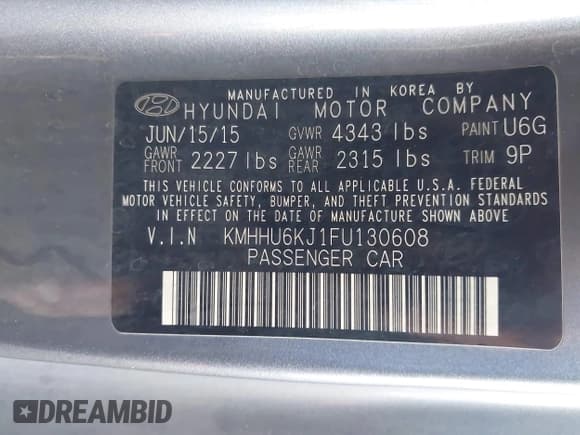 MANUFACTURED IN KOREA BY
HYUNDAI MOTOR COMPANY
JUN/15/15 GVWR 4343 lbs PAINT U6G
GAWR FRONT 2227 lbs GAWR REAR 2315 lbs TRIM 9P
THIS VEHICLE CONFORMS TO ALL APPLICABLE U.S.A. FEDERAL
MOTOR VEHICLE SAFETY, BUMPER, AND THEFT PREVENTION STANDARDS
IN EFFECT ON THE DATE OF MANUFACTURE SHOWN ABOVE
V.I.N KMHHU6KJ1FU130608
PASSENGER CAR
DREAMBID